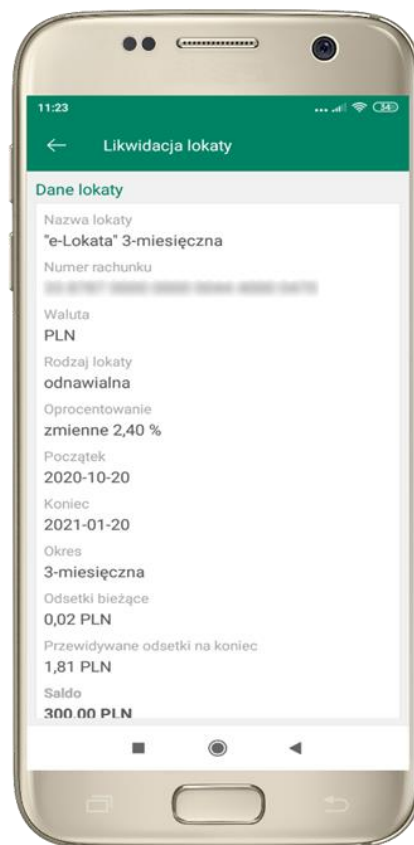 11:23
34
Likwidacja lokaty
Dane lokaty
Nazwa lokaty
"e-Lokata" 3-miesięczna
Numer rachunku
Waluta
PLN
Rodzaj lokaty
odnawialna
Oprocentowanie
zmienne 2,40 %
Początek
2020-10-20
Koniec
2021-01-20
Okres
3-miesięczna
Odsetki bieżące
0,02 PLN
Przewidywane odsetki na koniec
1,81 PLN
Saldo
300,00 PLN